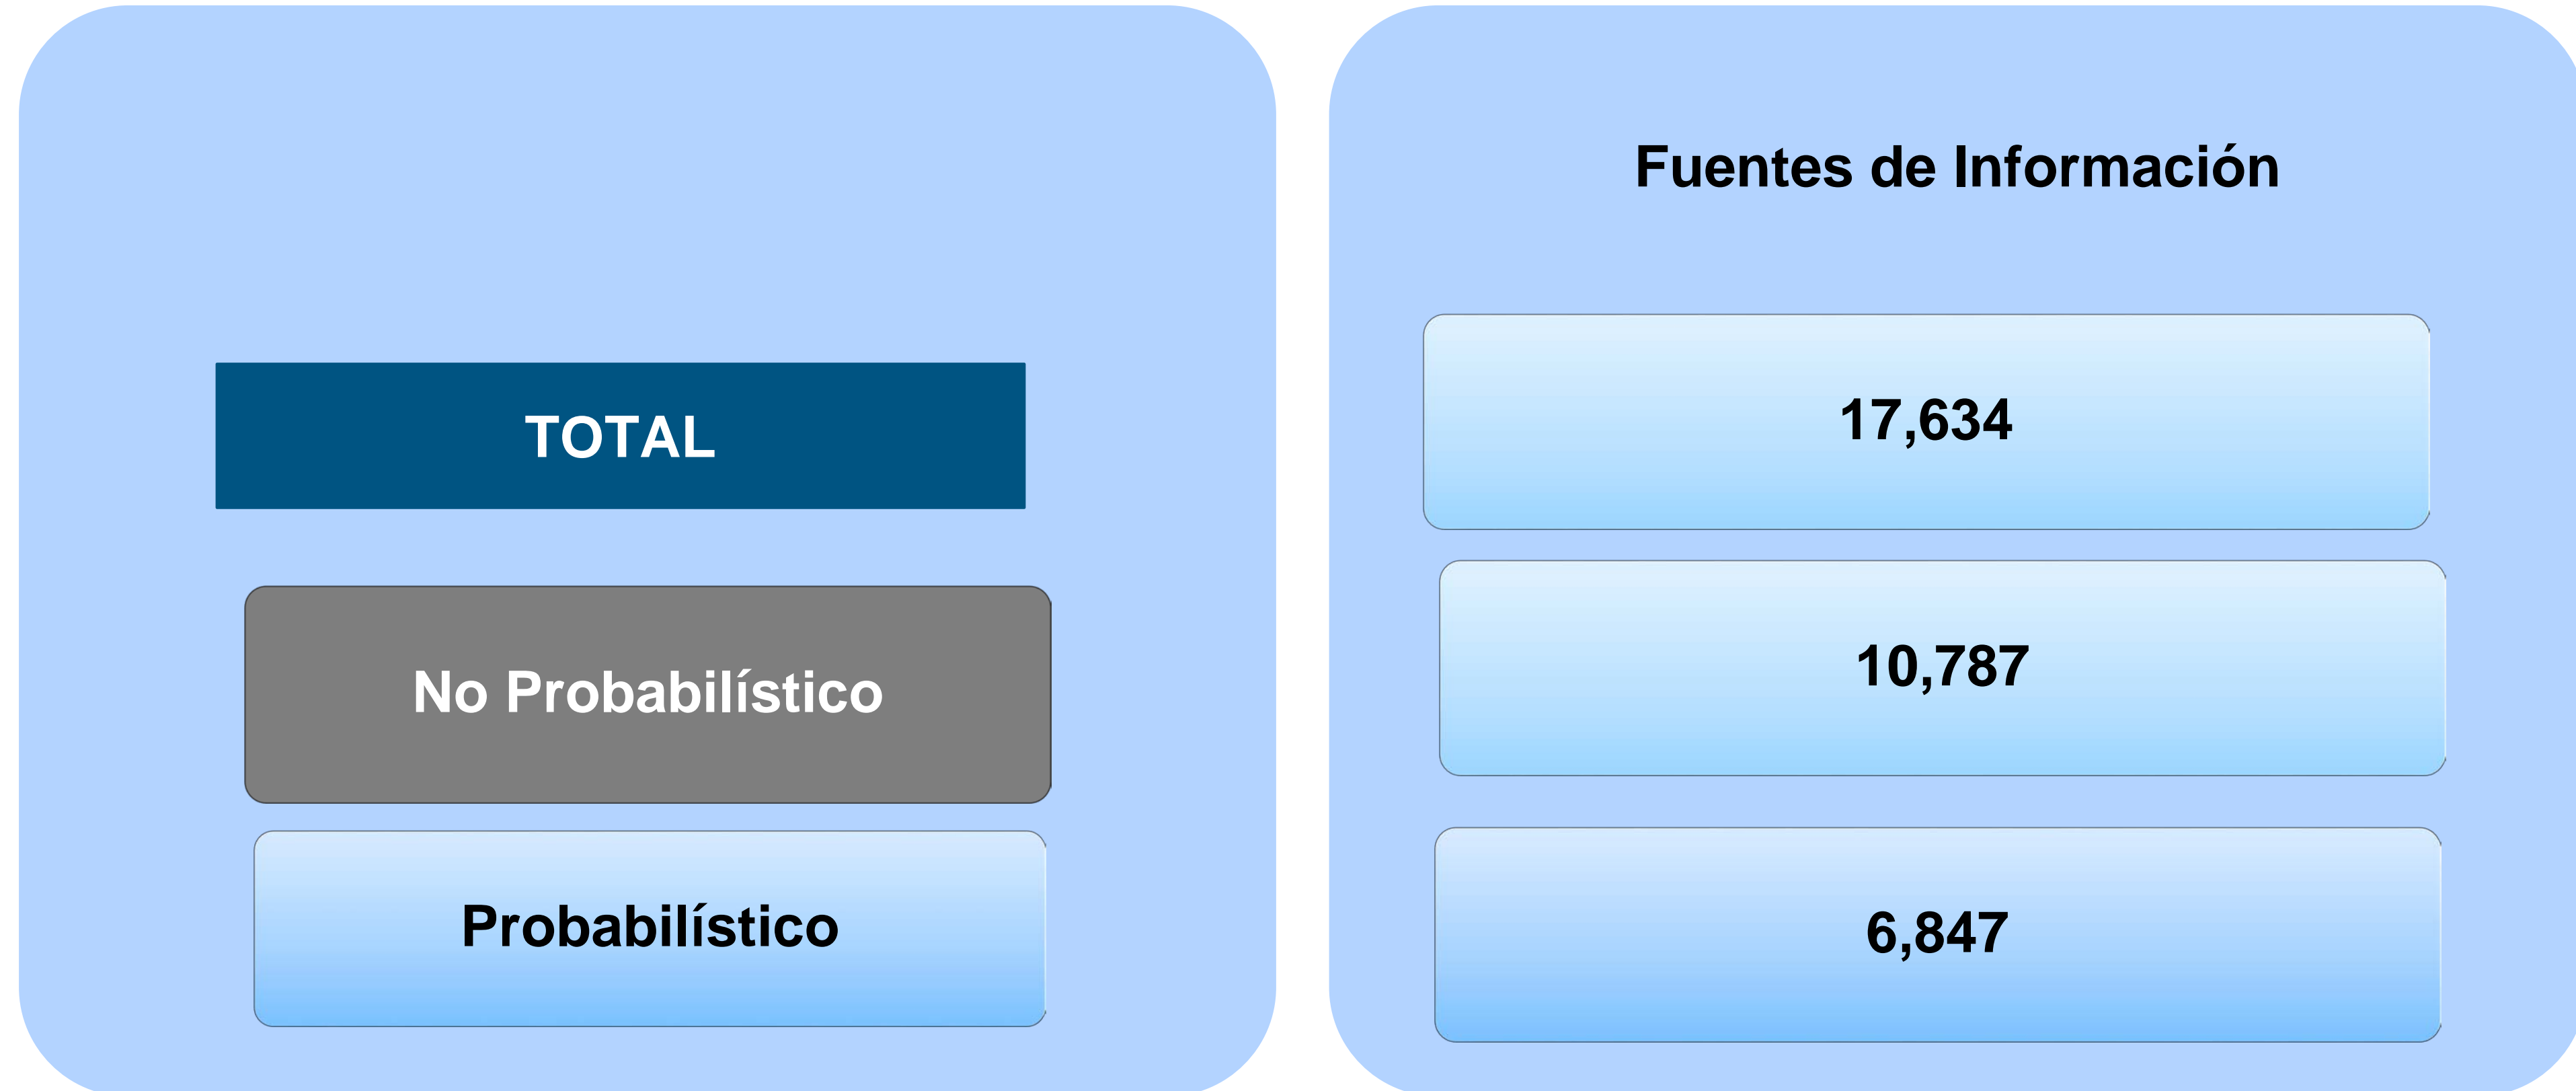 Fuentes de Información
TOTAL
17,634
No Probabilístico
10,787
Probabilístico
6,847